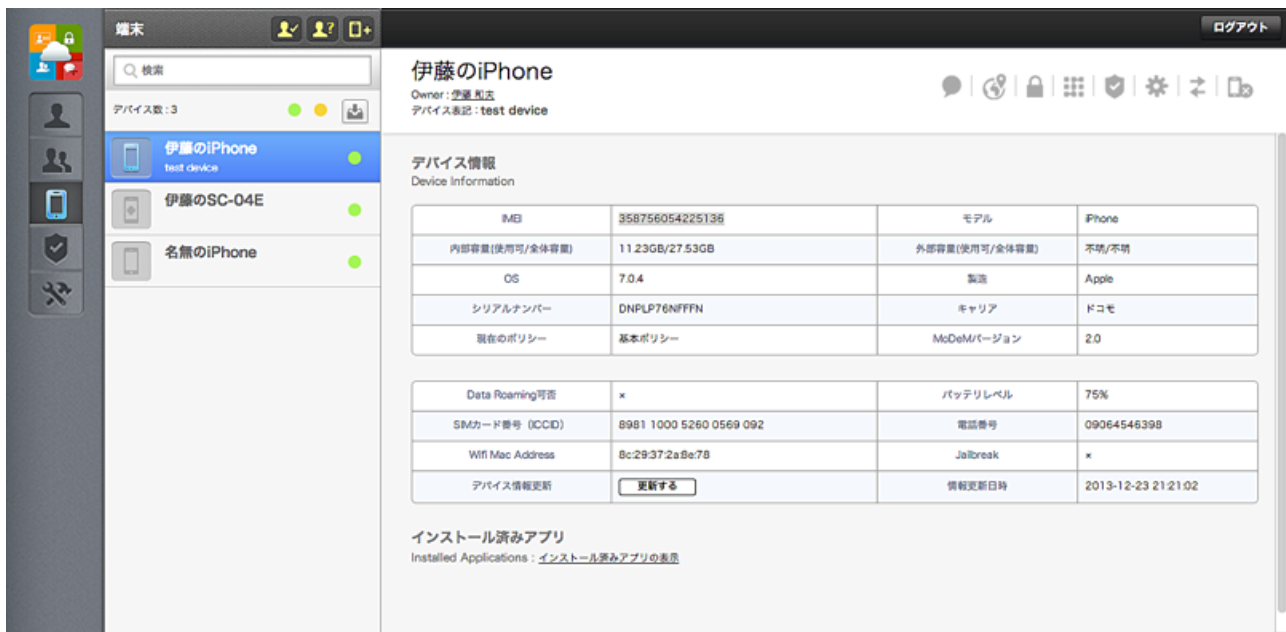 端末
ログアウト
検索
デバイス数 : 3
伊藤のiPhone
test device
伊藤のSC-04E
名無のiPhone
伊藤のiPhone
Owner : 伊藤 和夫
デバイス表記 : test device
デバイス情報
Device Information
IMEI 358756054225136 モデル iPhone
内部容量(使用可/全体容量) 11.23GB/27.53GB 外部容量(使用可/全体容量) 不明/不明
OS 7.0.4 製造 Apple
シリアルナンバー DNPLP76NFFFN キャリア ドコモ
現在のポリシー 基本ポリシー MoDeMバージョン 2.0
Data Roaming可否 × バッテリレベル 75%
SIMカード番号 (ICCID) 8981 1000 5260 0569 092 電話番号 09064546398
Wifi Mac Address 8c:29:37:2a:8e:78 Jailbreak ×
デバイス情報更新 更新する 情報更新日時 2013-12-23 21:21:02
インストール済みアプリ
Installed Applications : インストール済みアプリの表示